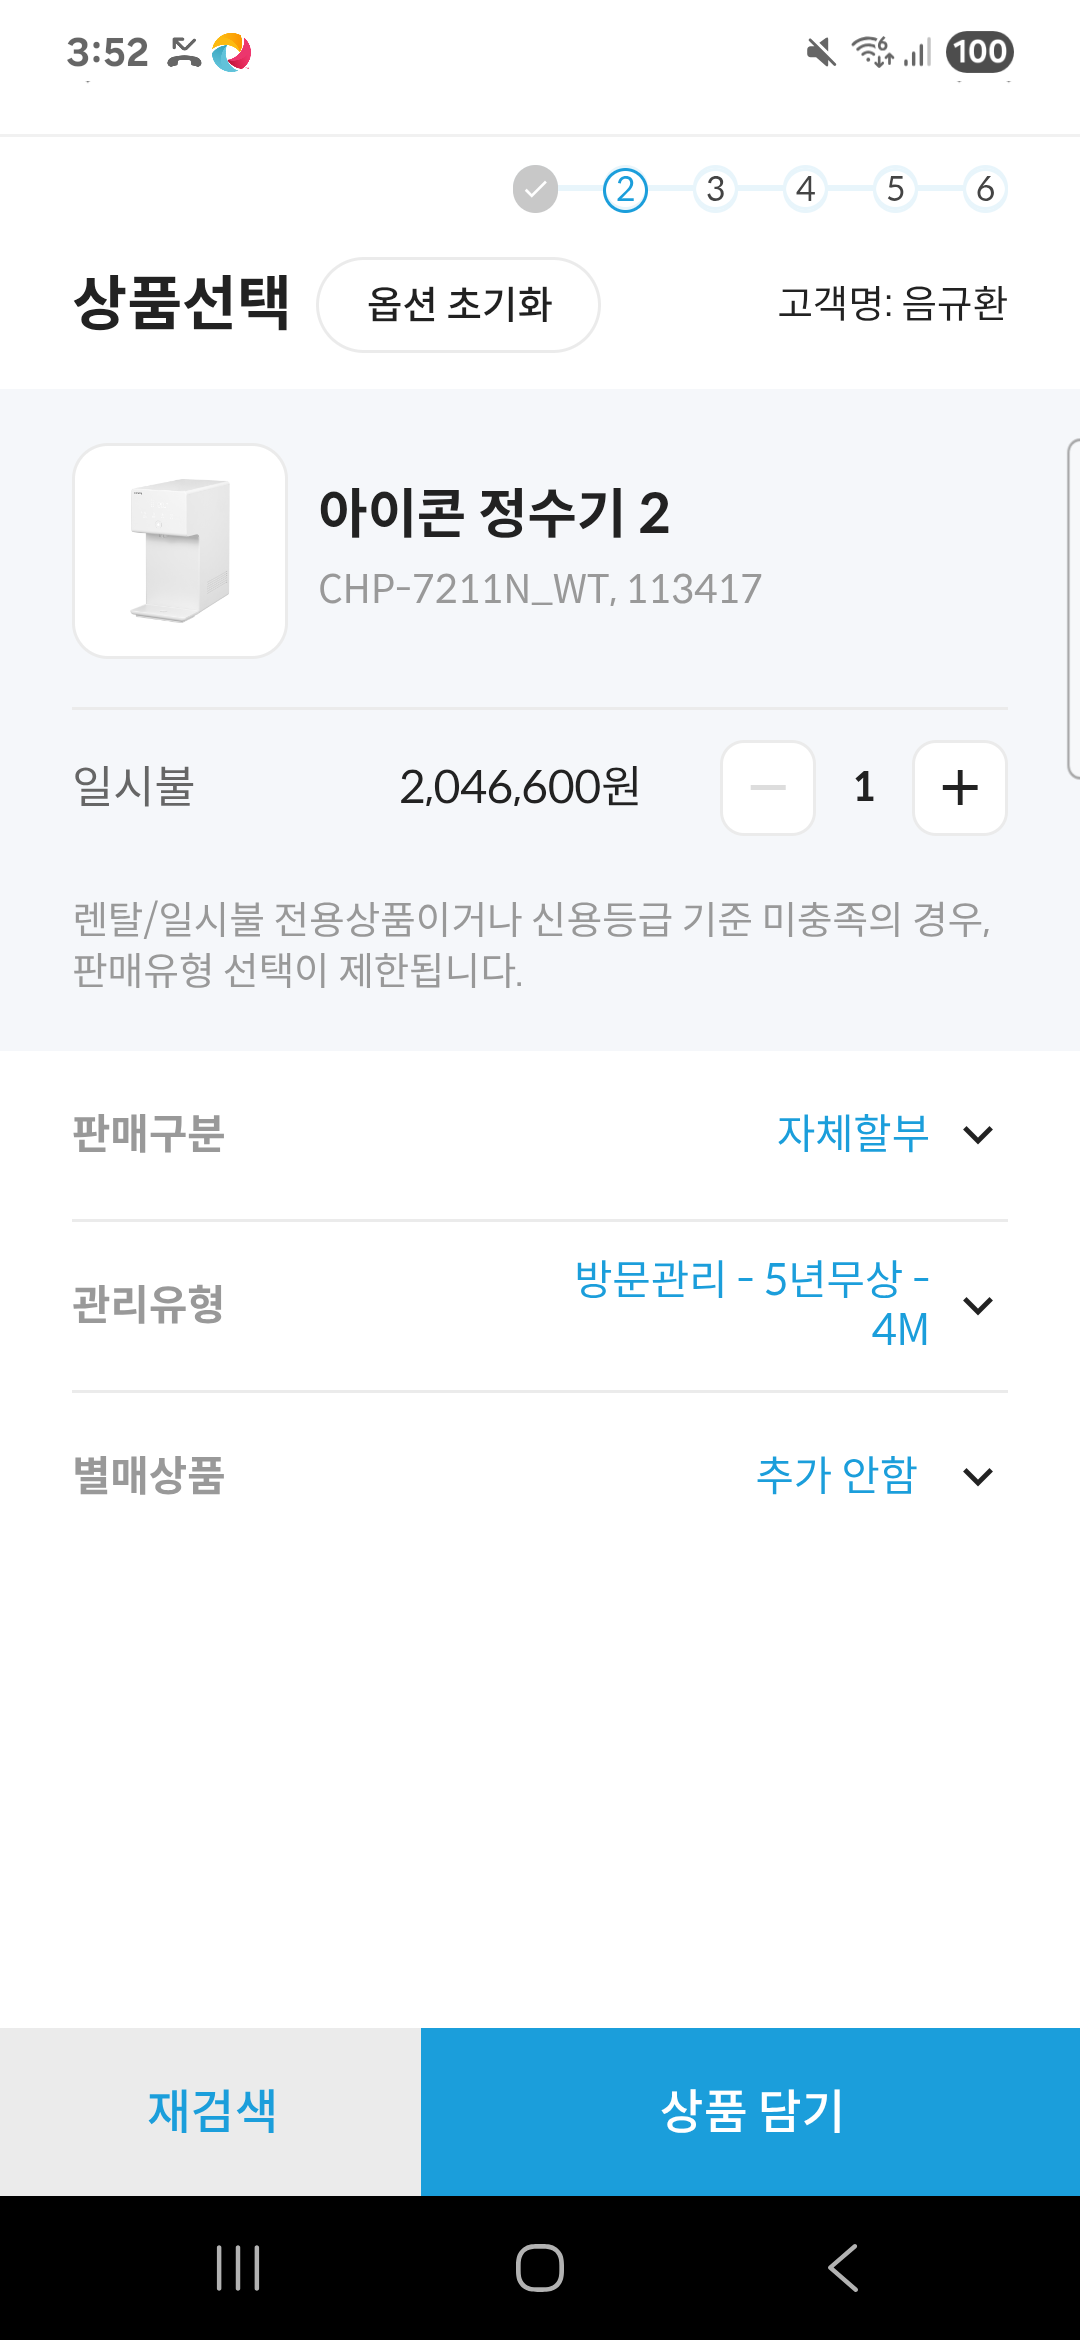 3:52
6
100
2
3
4
5
6
상품선택
옵션 초기화
고객명: 음규환
아이콘 정수기 2
CHP-7211N_WT, 113417
일시불
2,046,600원
1
렌탈/일시불 전용상품이거나 신용등급 기준 미충족의 경우,
판매유형 선택이 제한됩니다.
판매구분
자체할부
관리유형
방문관리 - 5년무상 -
4M
별매상품
추가 안함
재검색
상품 담기